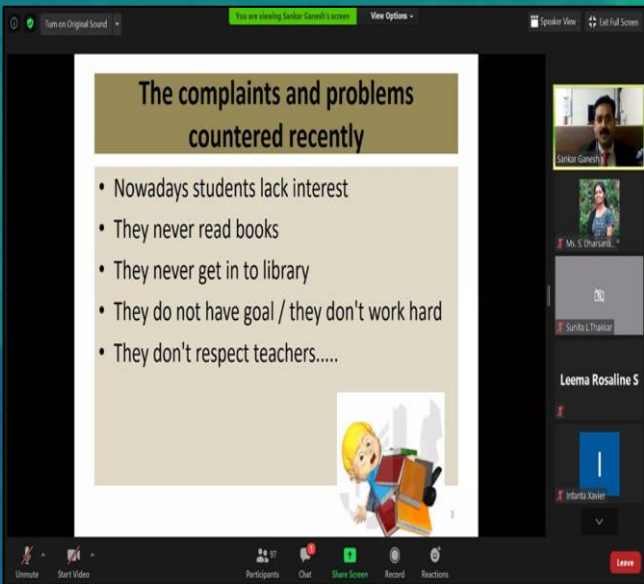 Turn on Original Sound
You are viewing Sankar Ganesh's screen
View Options
Speaker View
Exit Full Screen
The complaints and problems
countered recently
• Nowadays students lack interest
• They never read books
• They never get in to library
• They do not have goal / they don't work hard
• They don't respect teachers.....
3
Sankar Ganesh
Ms. S. Dharsana...
Sunita L Thakkar
Leema Rosaline S
I
Infanta Xavier
Unmute
Start Video
97
Participants
1
Chat
Share Screen
Record
Reactions
Leave